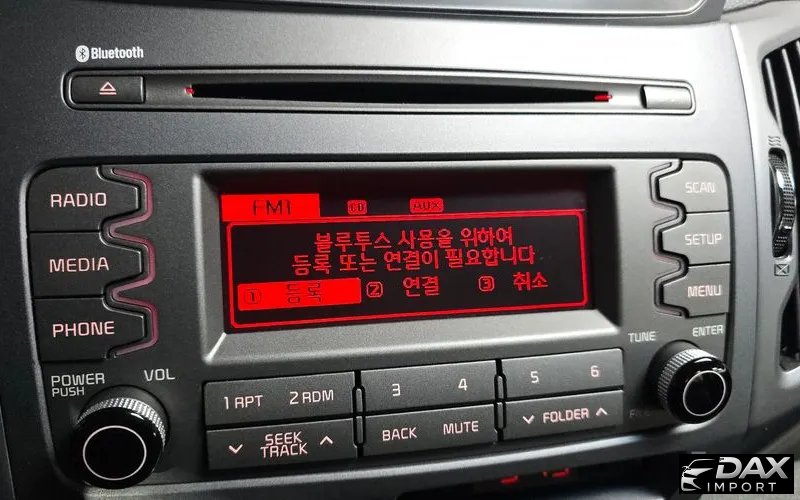 Bluetooth
RADIO
MEDIA
PHONE
POWER
PUSH
VOL
FM1 CD AUX
블루투스 사용을 위하여
등록 또는 연결이 필요합니다
1 등록 2 연결 3 취소
SCAN
SETUP
MENU
TUNE ENTER
1 RPT 2 RDM 3 4 5 6
SEEK
TRACK
BACK MUTE
FOLDER
DAX
IMPORT